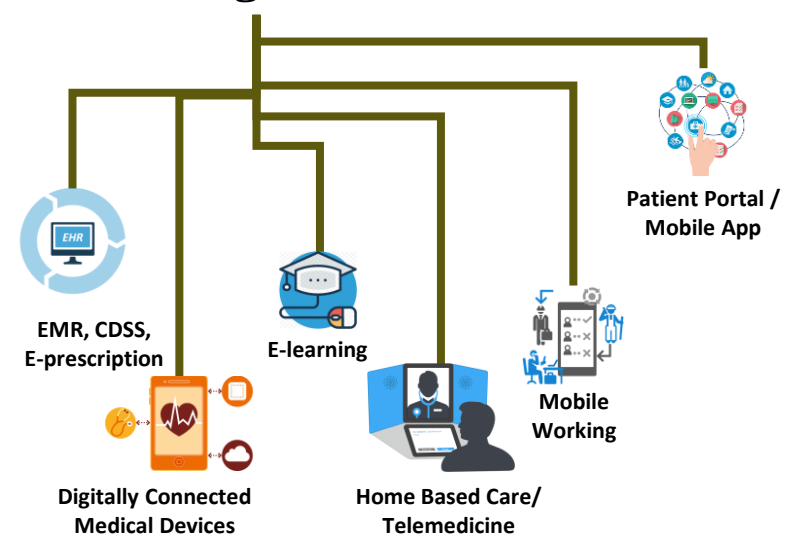 Patient Portal /
Mobile App
EHR
EMR, CDSS,
E-prescription
E-learning
Mobile
Working
Digitally Connected
Medical Devices
Home Based Care/
Telemedicine